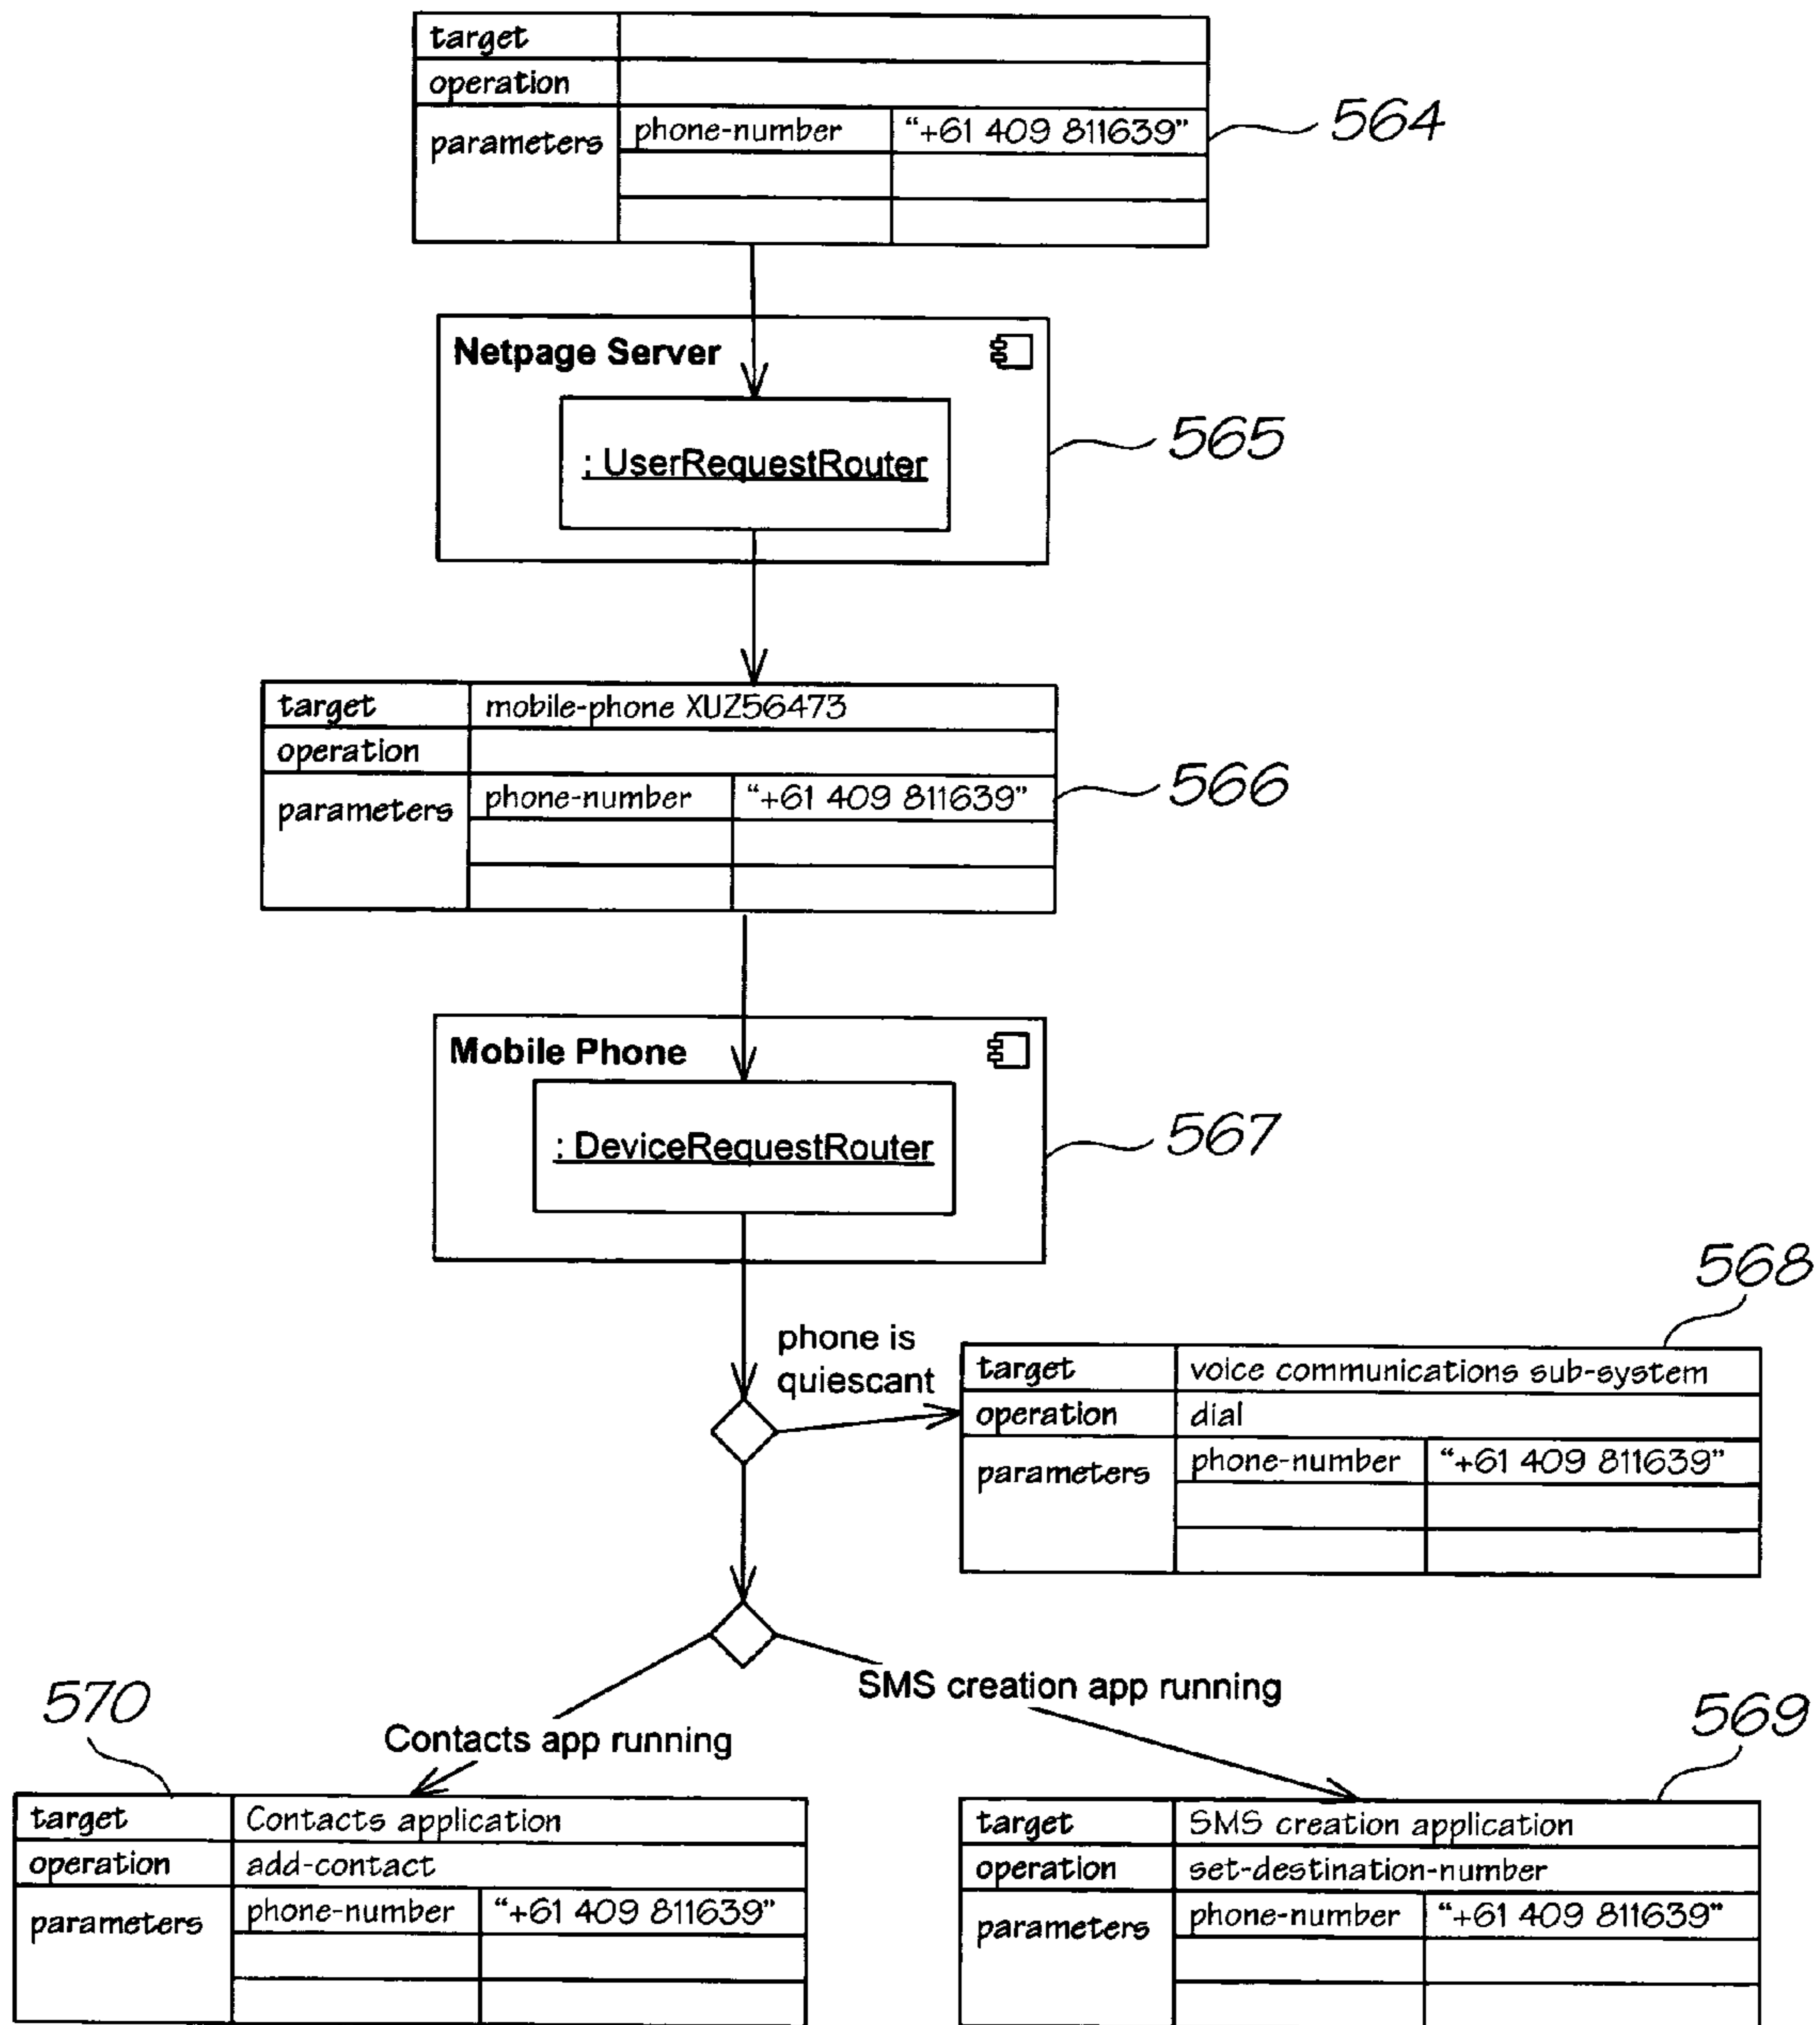 target
operation
parameters phone-number “+61 409 811639”
564
Netpage Server
: UserRequestRouter
565
target mobile-phone XUZ56473
operation
parameters phone-number “+61 409 811639”
566
Mobile Phone
: DeviceRequestRouter
567
568
phone is
quiescant
target voice communications sub-system
operation dial
parameters phone-number “+61 409 811639”
SMS creation app running
Contacts app running
570
target Contacts application
operation add-contact
parameters phone-number “+61 409 811639”
569
target SMS creation application
operation set-destination-number
parameters phone-number “+61 409 811639”